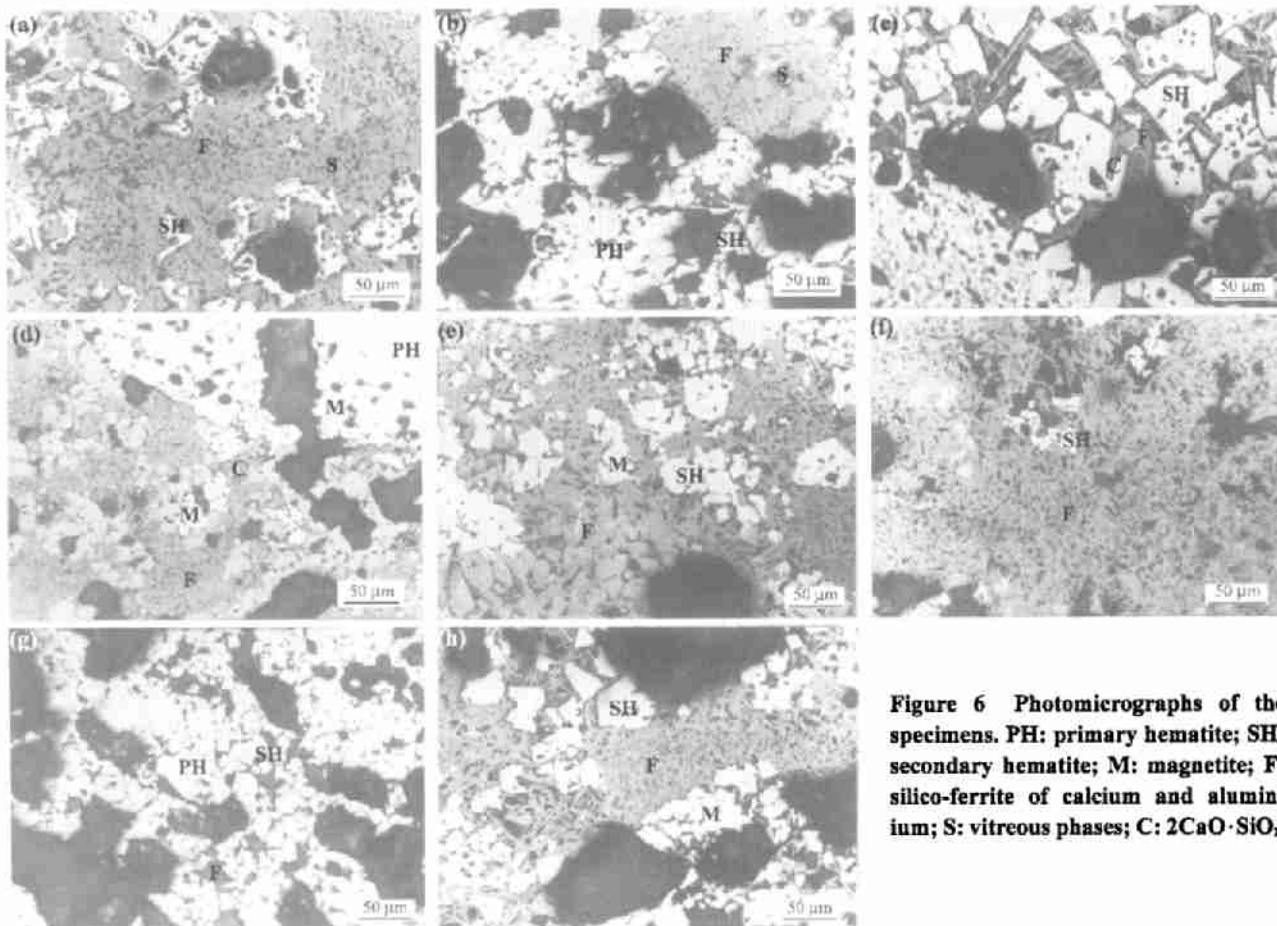 (a)
F
S
SH
50 μm
(b)
F
S
PH
SH
50 μm
(c)
SH
F
C
50 μm
(d)
PH
M
C
M
F
50 μm
(e)
M
SH
F
50 μm
(f)
SH
F
50 μm
(g)
PH
SH
F
50 μm
(h)
SH
F
M
50 μm
Figure 6 Photomicrographs of the
specimens. PH: primary hematite; SH
secondary hematite; M: magnetite; F
silico-ferrite of calcium and alumin
ium; S: vitreous phases; C: 2CaO·SiO₂